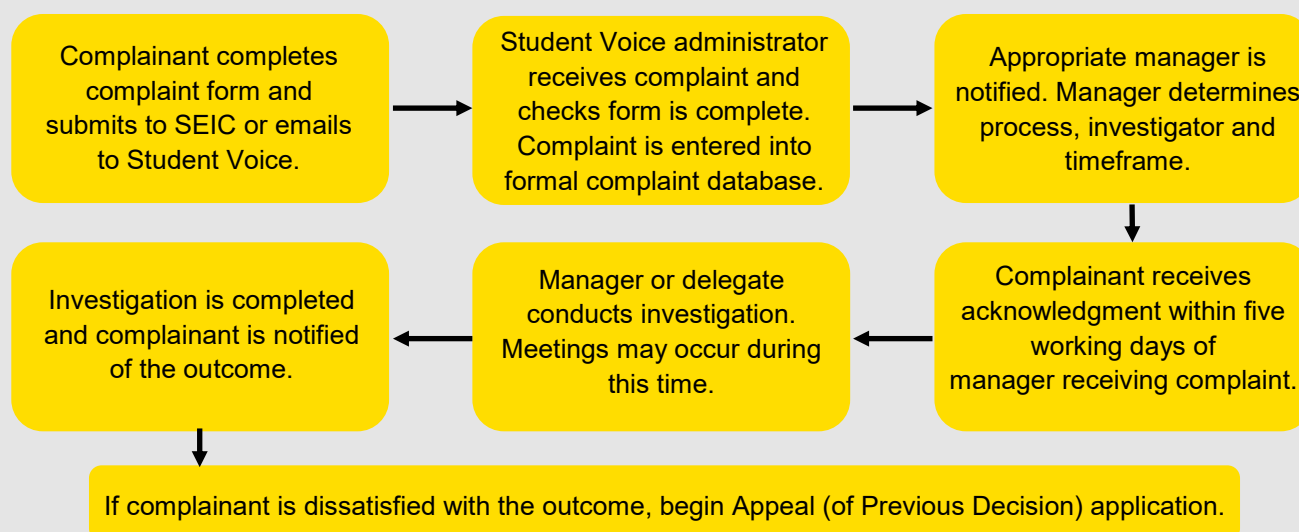 Complainant completes
complaint form and
submits to SEIC or emails
to Student Voice.
Student Voice administrator
receives complaint and
checks form is complete.
Complaint is entered into
formal complaint database.
Appropriate manager is
notified. Manager determines
process, investigator and
timeframe.
Complainant receives
acknowledgment within five
working days of
manager receiving complaint.
Manager or delegate
conducts investigation.
Meetings may occur during
this time.
Investigation is completed
and complainant is notified
of the outcome.
If complainant is dissatisfied with the outcome, begin Appeal (of Previous Decision) application.